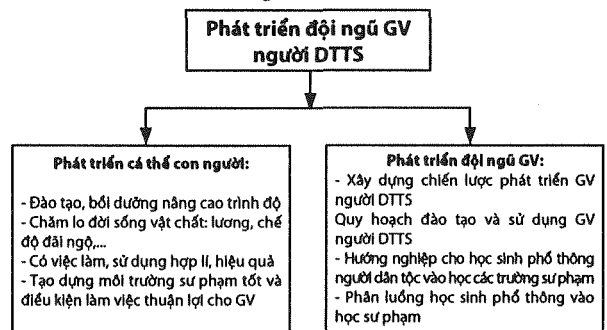 Phát triển đội ngũ GV
người DTTS
Phát triển cá thể con người:
- Đào tạo, bồi dưỡng nâng cao trình độ
- Chăm lo đời sống vật chất: lương, chế
độ đãi ngộ,...
- Có việc làm, sử dụng hợp lí, hiệu quả
- Tạo dựng môi trường sư phạm tốt và
điều kiện làm việc thuận lợi cho GV
Phát triển đội ngũ GV:
- Xây dựng chiến lược phát triển GV
người DTTS
Quy hoạch đào tạo và sử dụng GV
người DTTS
- Hướng nghiệp cho học sinh phổ thông
người dân tộc vào học các trường sư phạm
- Phân luồng học sinh phổ thông vào
học sư phạm